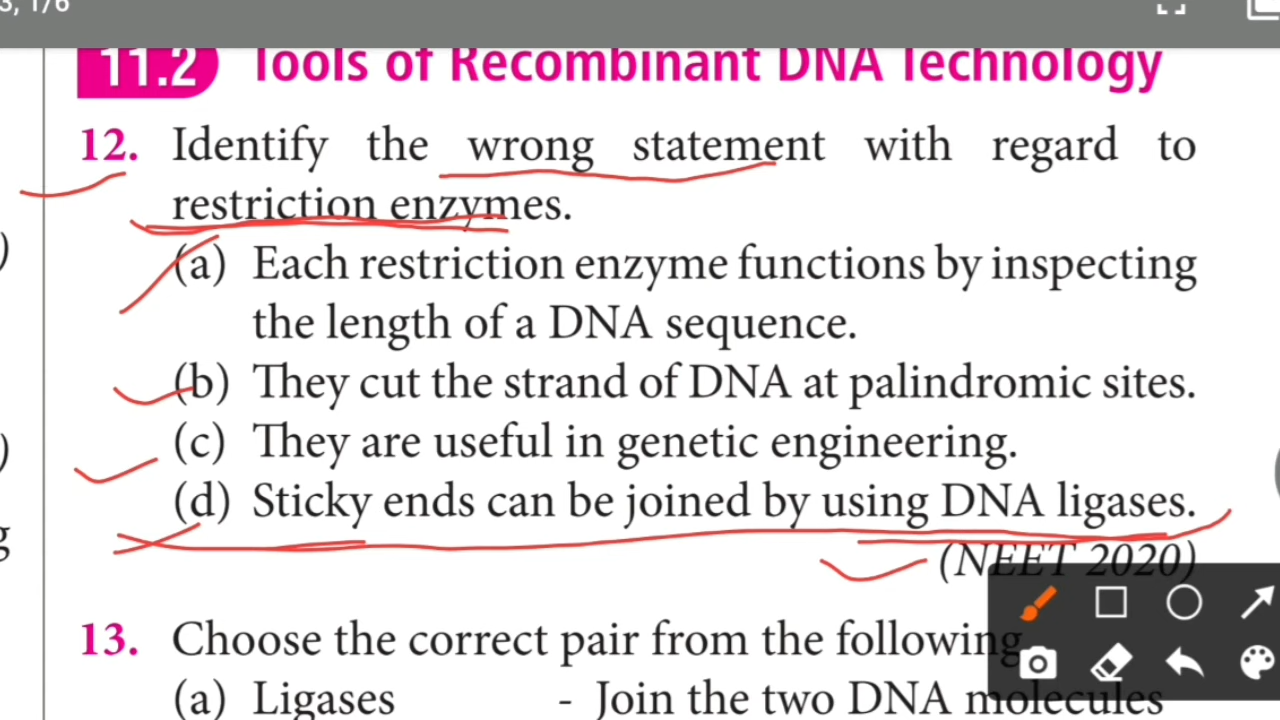 3, 1/6
11.2 Tools of Recombinant DNA Technology
12. Identify the wrong statement with regard to
restriction enzymes.
(a) Each restriction enzyme functions by inspecting
the length of a DNA sequence.
(b) They cut the strand of DNA at palindromic sites.
(c) They are useful in genetic engineering.
(d) Sticky ends can be joined by using DNA ligases.
(NEET 2020)
13. Choose the correct pair from the following
(a) Ligases - Join the two DNA molecules